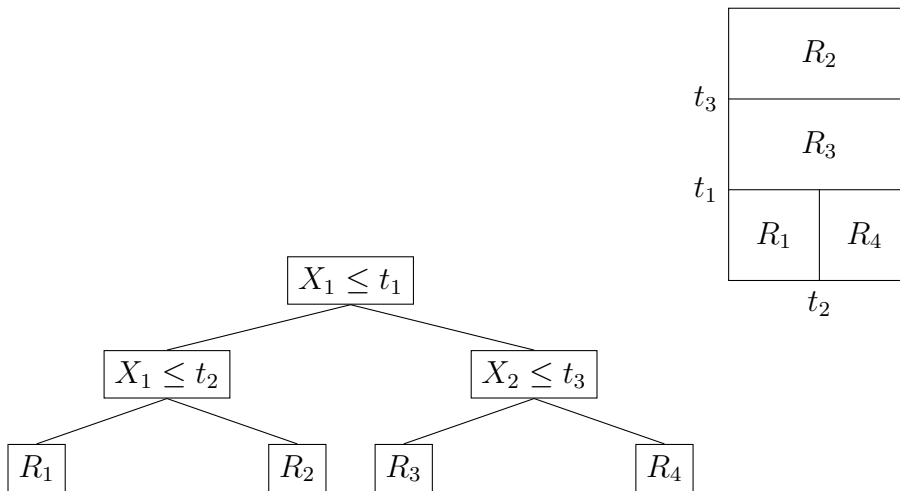 R₂
t₃
R₃
t₁
R₁ R₄
t₂
X₁ ≤ t₁
X₁ ≤ t₂ X₂ ≤ t₃
R₁ R₂ R₃ R₄